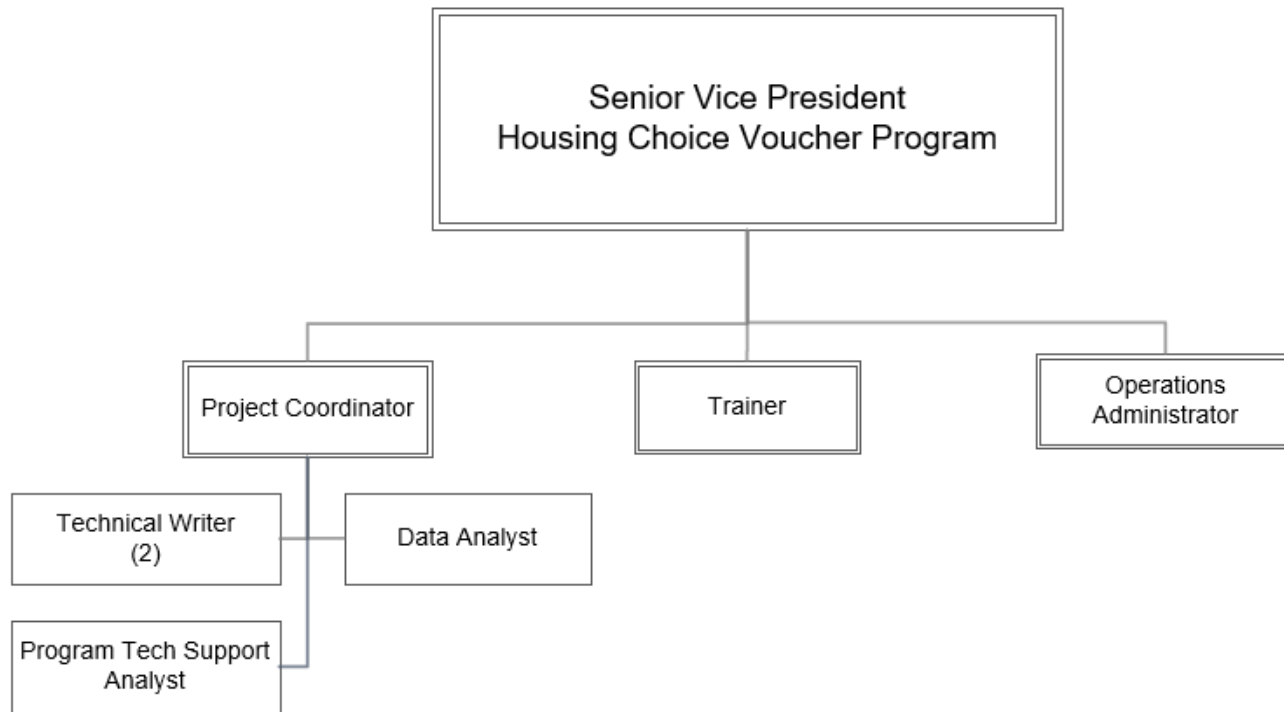 Senior Vice President
Housing Choice Voucher Program
Project Coordinator
Trainer
Operations
Administrator
Technical Writer
(2)
Data Analyst
Program Tech Support
Analyst